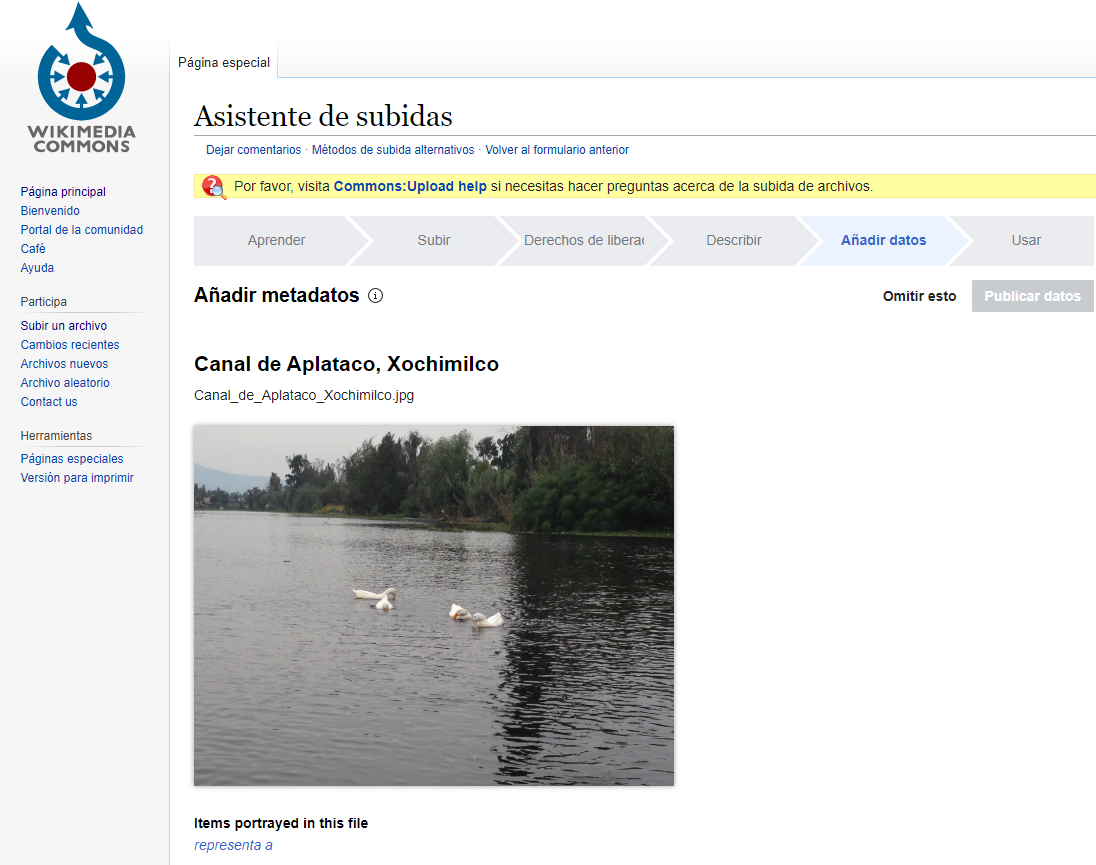 WIKIMEDIA
COMMONS
Página principal
Bienvenido
Portal de la comunidad
Café
Ayuda
Participa
Subir un archivo
Cambios recientes
Archivos nuevos
Archivo aleatorio
Contact us
Herramientas
Páginas especiales
Versión para imprimir
Página especial
Asistente de subidas
Dejar comentarios · Métodos de subida alternativos · Volver al formulario anterior
Por favor, visita Commons:Upload help si necesitas hacer preguntas acerca de la subida de archivos.
Aprender Subir Derechos de liberac Describir Añadir datos Usar
Añadir metadatos Omitir esto Publicar datos
Canal de Aplataco, Xochimilco
Canal_de_Aplataco_Xochimilco.jpg
Items portrayed in this file
representa a